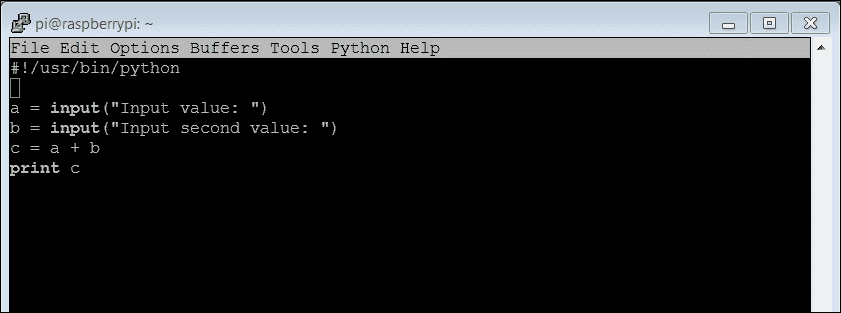 pi@raspberrypi: ~
File Edit Options Buffers Tools Python Help
#!/usr/bin/python
a = input("Input value: ")
b = input("Input second value: ")
c = a + b
print c